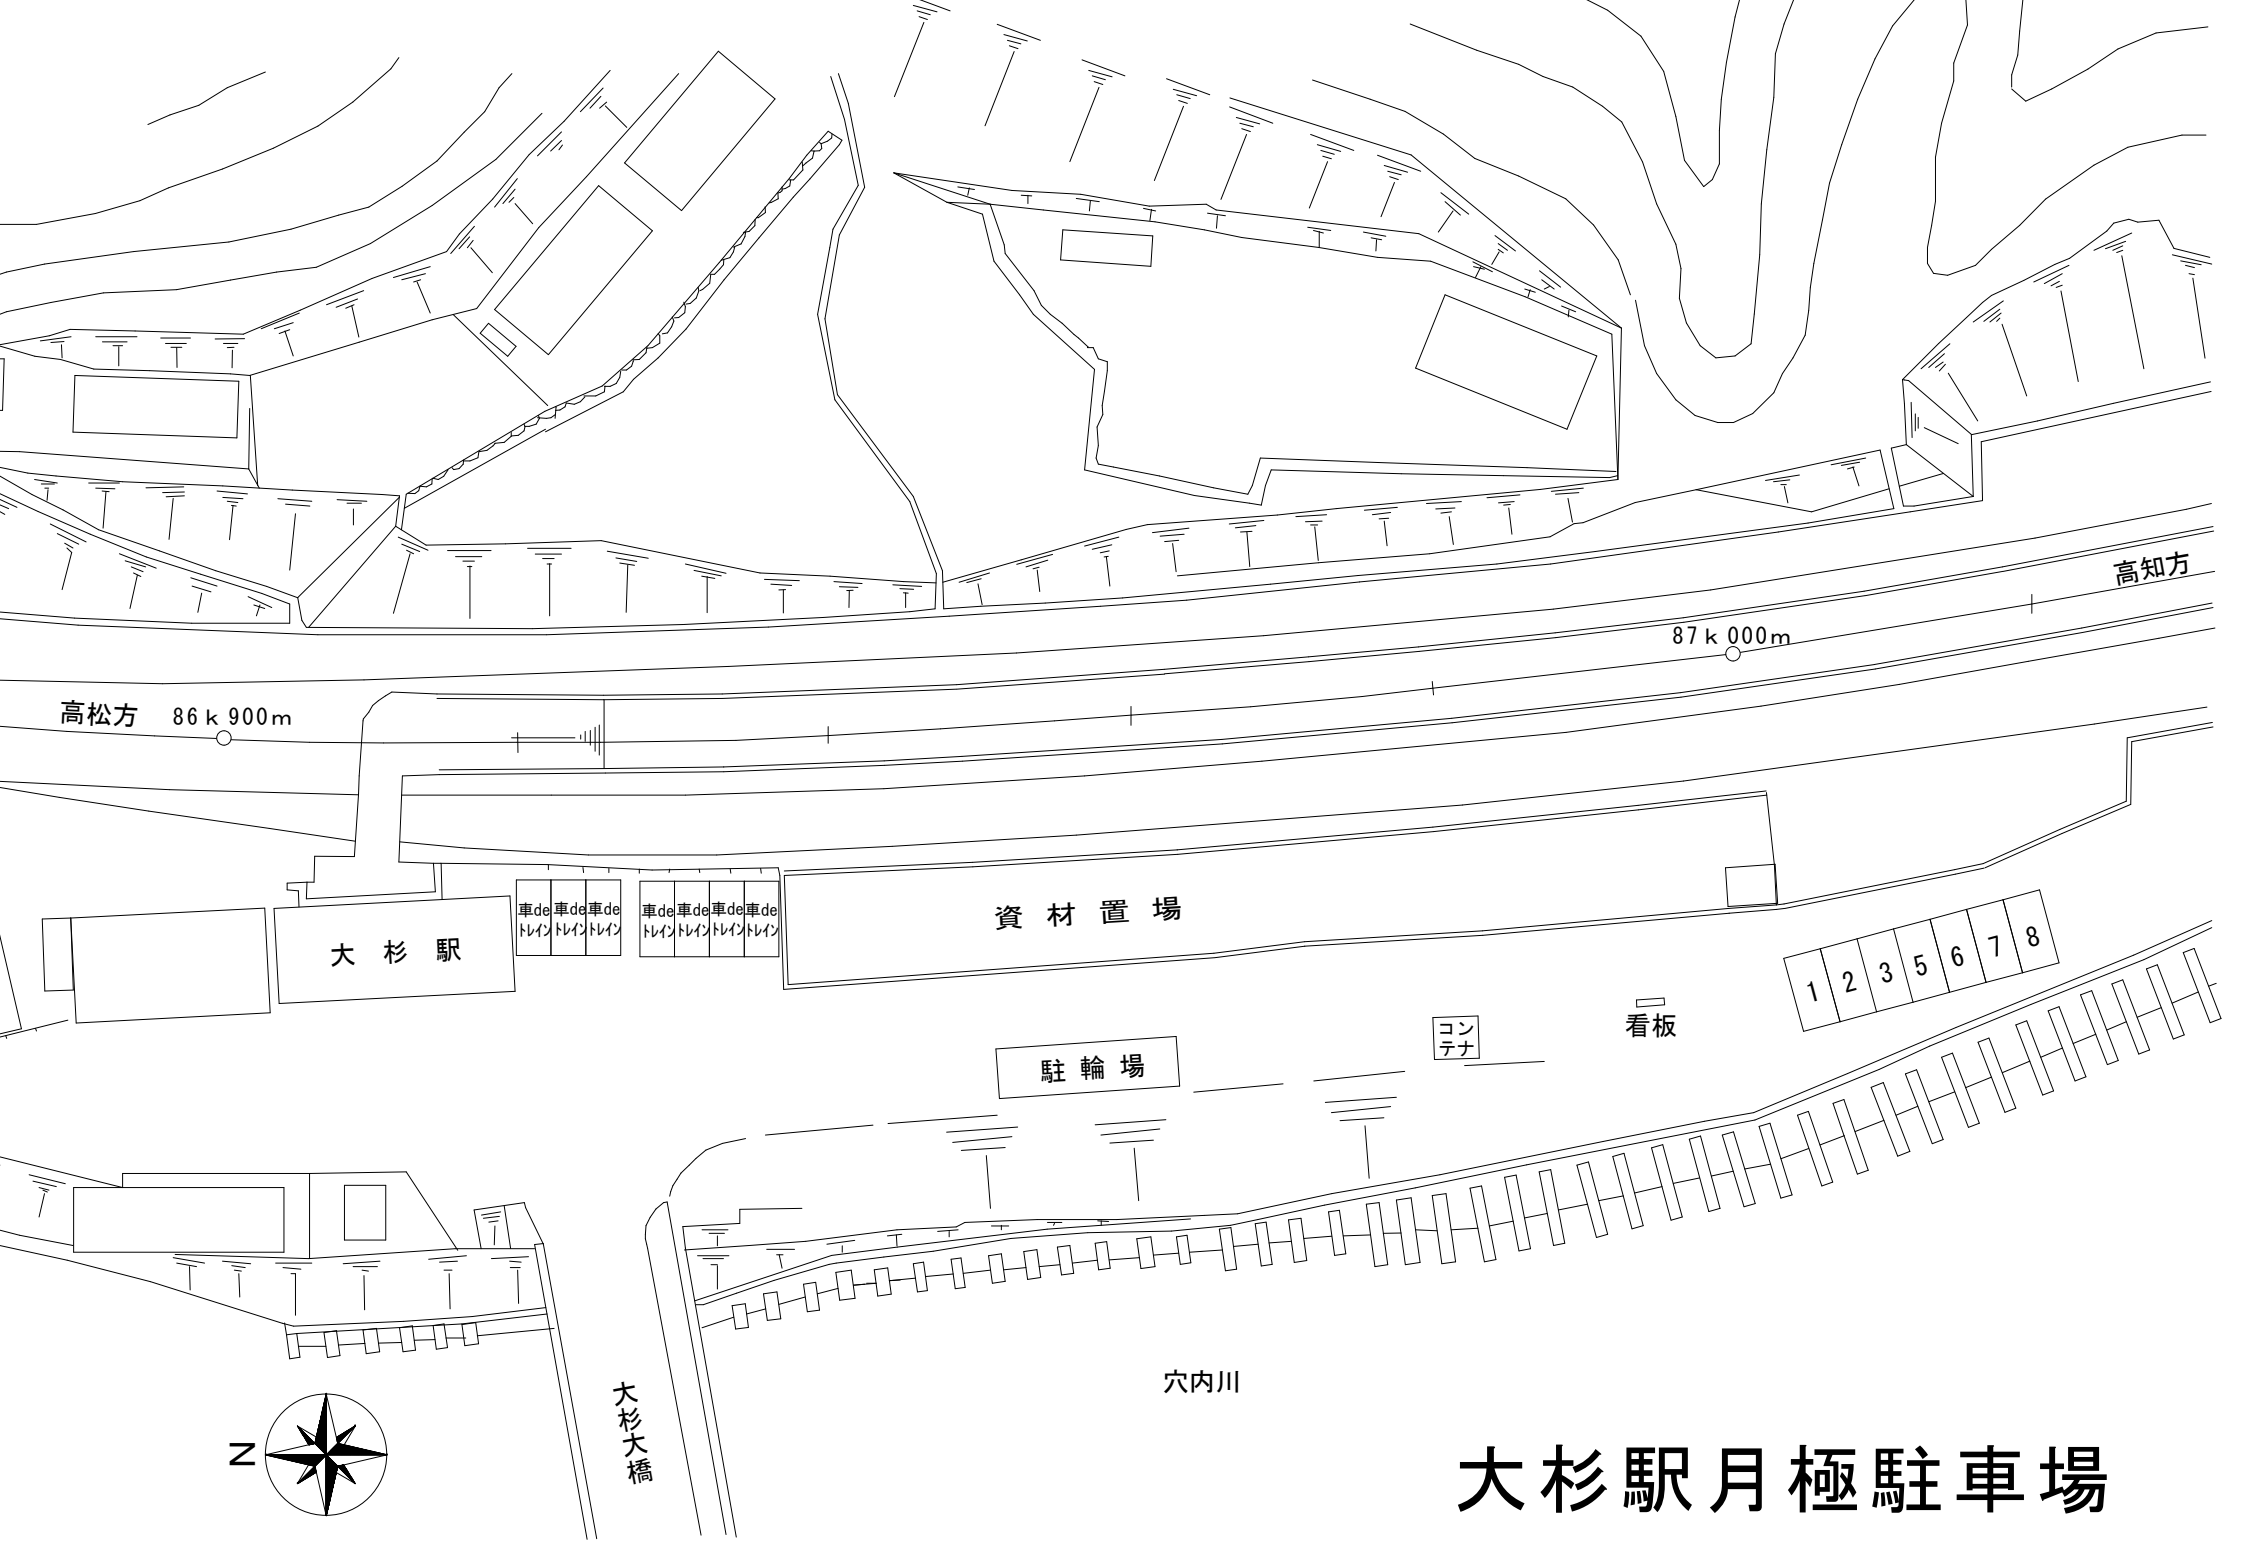 高知方
87ｋ000ｍ
高松方 86ｋ900ｍ
大杉駅
車de
トレイン
車de
トレイン
車de
トレイン
車de
トレイン
車de
トレイン
車de
トレイン
車de
トレイン
資材置場
1 2 3 5 6 7 8
看板
コン
テナ
駐輪場
大杉大橋
穴内川
N
大杉駅月極駐車場